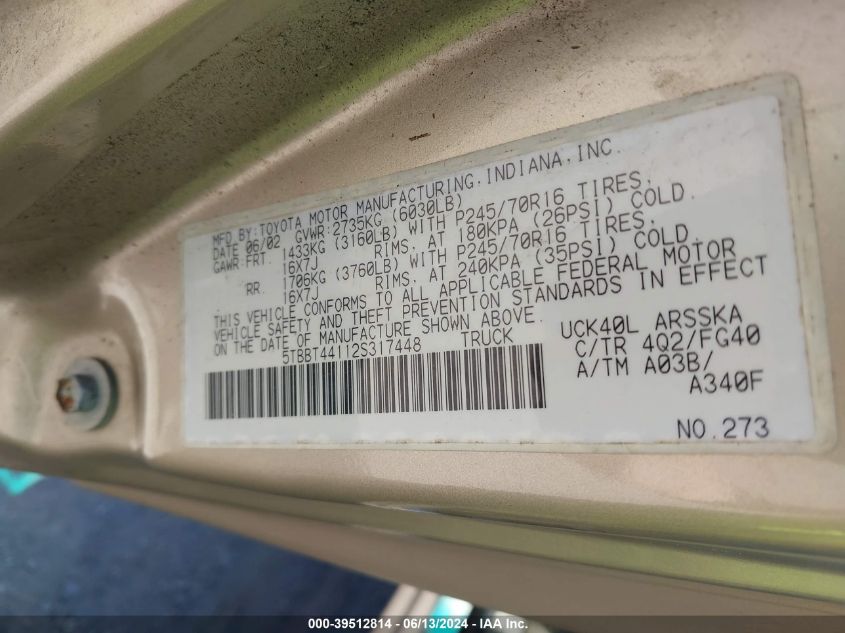 MFD. BY: TOYOTA MOTOR MANUFACTURING, INDIANA, INC.
DATE 06/02 GVWR: 2735KG (6030LB)
GAWR: FRT. 1433KG (3160LB) WITH P245/70R16 TIRES,
16X7J RIMS, AT 180KPA (26PSI) COLD.
RR. 1706KG (3760LB) WITH P245/70R16 TIRES,
16X7J RIMS, AT 240KPA (35PSI) COLD.
THIS VEHICLE CONFORMS TO ALL APPLICABLE FEDERAL MOTOR
VEHICLE SAFETY AND THEFT PREVENTION STANDARDS IN EFFECT
ON THE DATE OF MANUFACTURE SHOWN ABOVE.
5TBBT44112S317448 TRUCK
UCK40L ARSSKA
C/TR 4Q2/FG40
A/TM A03B/
A340F
NO. 273
000-39512814 - 06/13/2024 - IAA Inc.